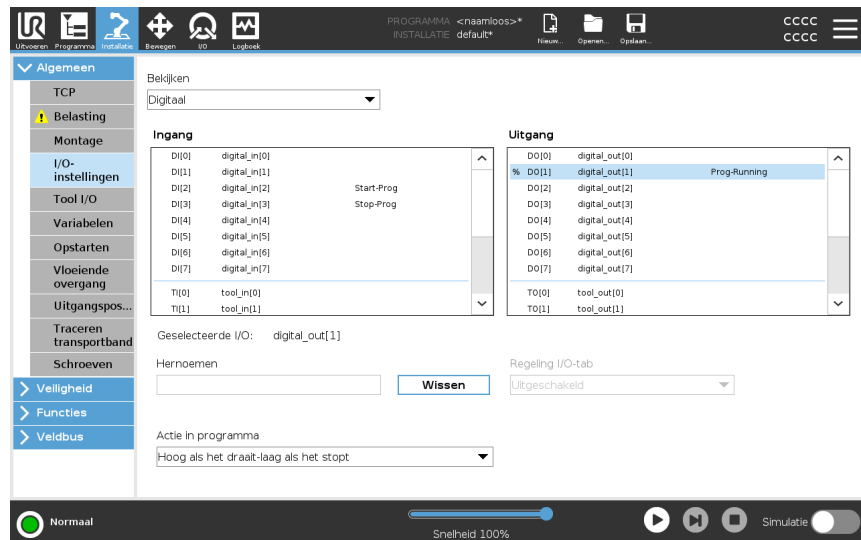 PROGRAMMA <naamloos>*
INSTALLATIE default*
CCCC
CCCC
Uitvoeren Programma Installatie Bewegen I/O Logboek Nieuw... Openen... Opslaan...
Algemeen
TCP
Belasting
Montage
I/O-
instellingen
Tool I/O
Variabelen
Opstarten
Vloeiende
overgang
Uitgangspos...
Traceren
transportband
Schroeven
Veiligheid
Functies
Veldbus
Bekijken
Digitaal
Ingang
DI[0] digital_in[0]
DI[1] digital_in[1]
DI[2] digital_in[2] Start-Prog
DI[3] digital_in[3] Stop-Prog
DI[4] digital_in[4]
DI[5] digital_in[5]
DI[6] digital_in[6]
DI[7] digital_in[7]
TI[0] tool_in[0]
TI[1] tool_in[1]
Uitgang
DO[0] digital_out[0]
% DO[1] digital_out[1] Prog-Running
DO[2] digital_out[2]
DO[3] digital_out[3]
DO[4] digital_out[4]
DO[5] digital_out[5]
DO[6] digital_out[6]
DO[7] digital_out[7]
TO[0] tool_out[0]
TO[1] tool_out[1]
Geselecteerde I/O: digital_out[1]
Hernoemen
Wissen
Regeling I/O-tab
Uitgeschakeld
Actie in programma
Hoog als het draait-laag als het stopt
Normaal
Snelheid 100%
Simulatie